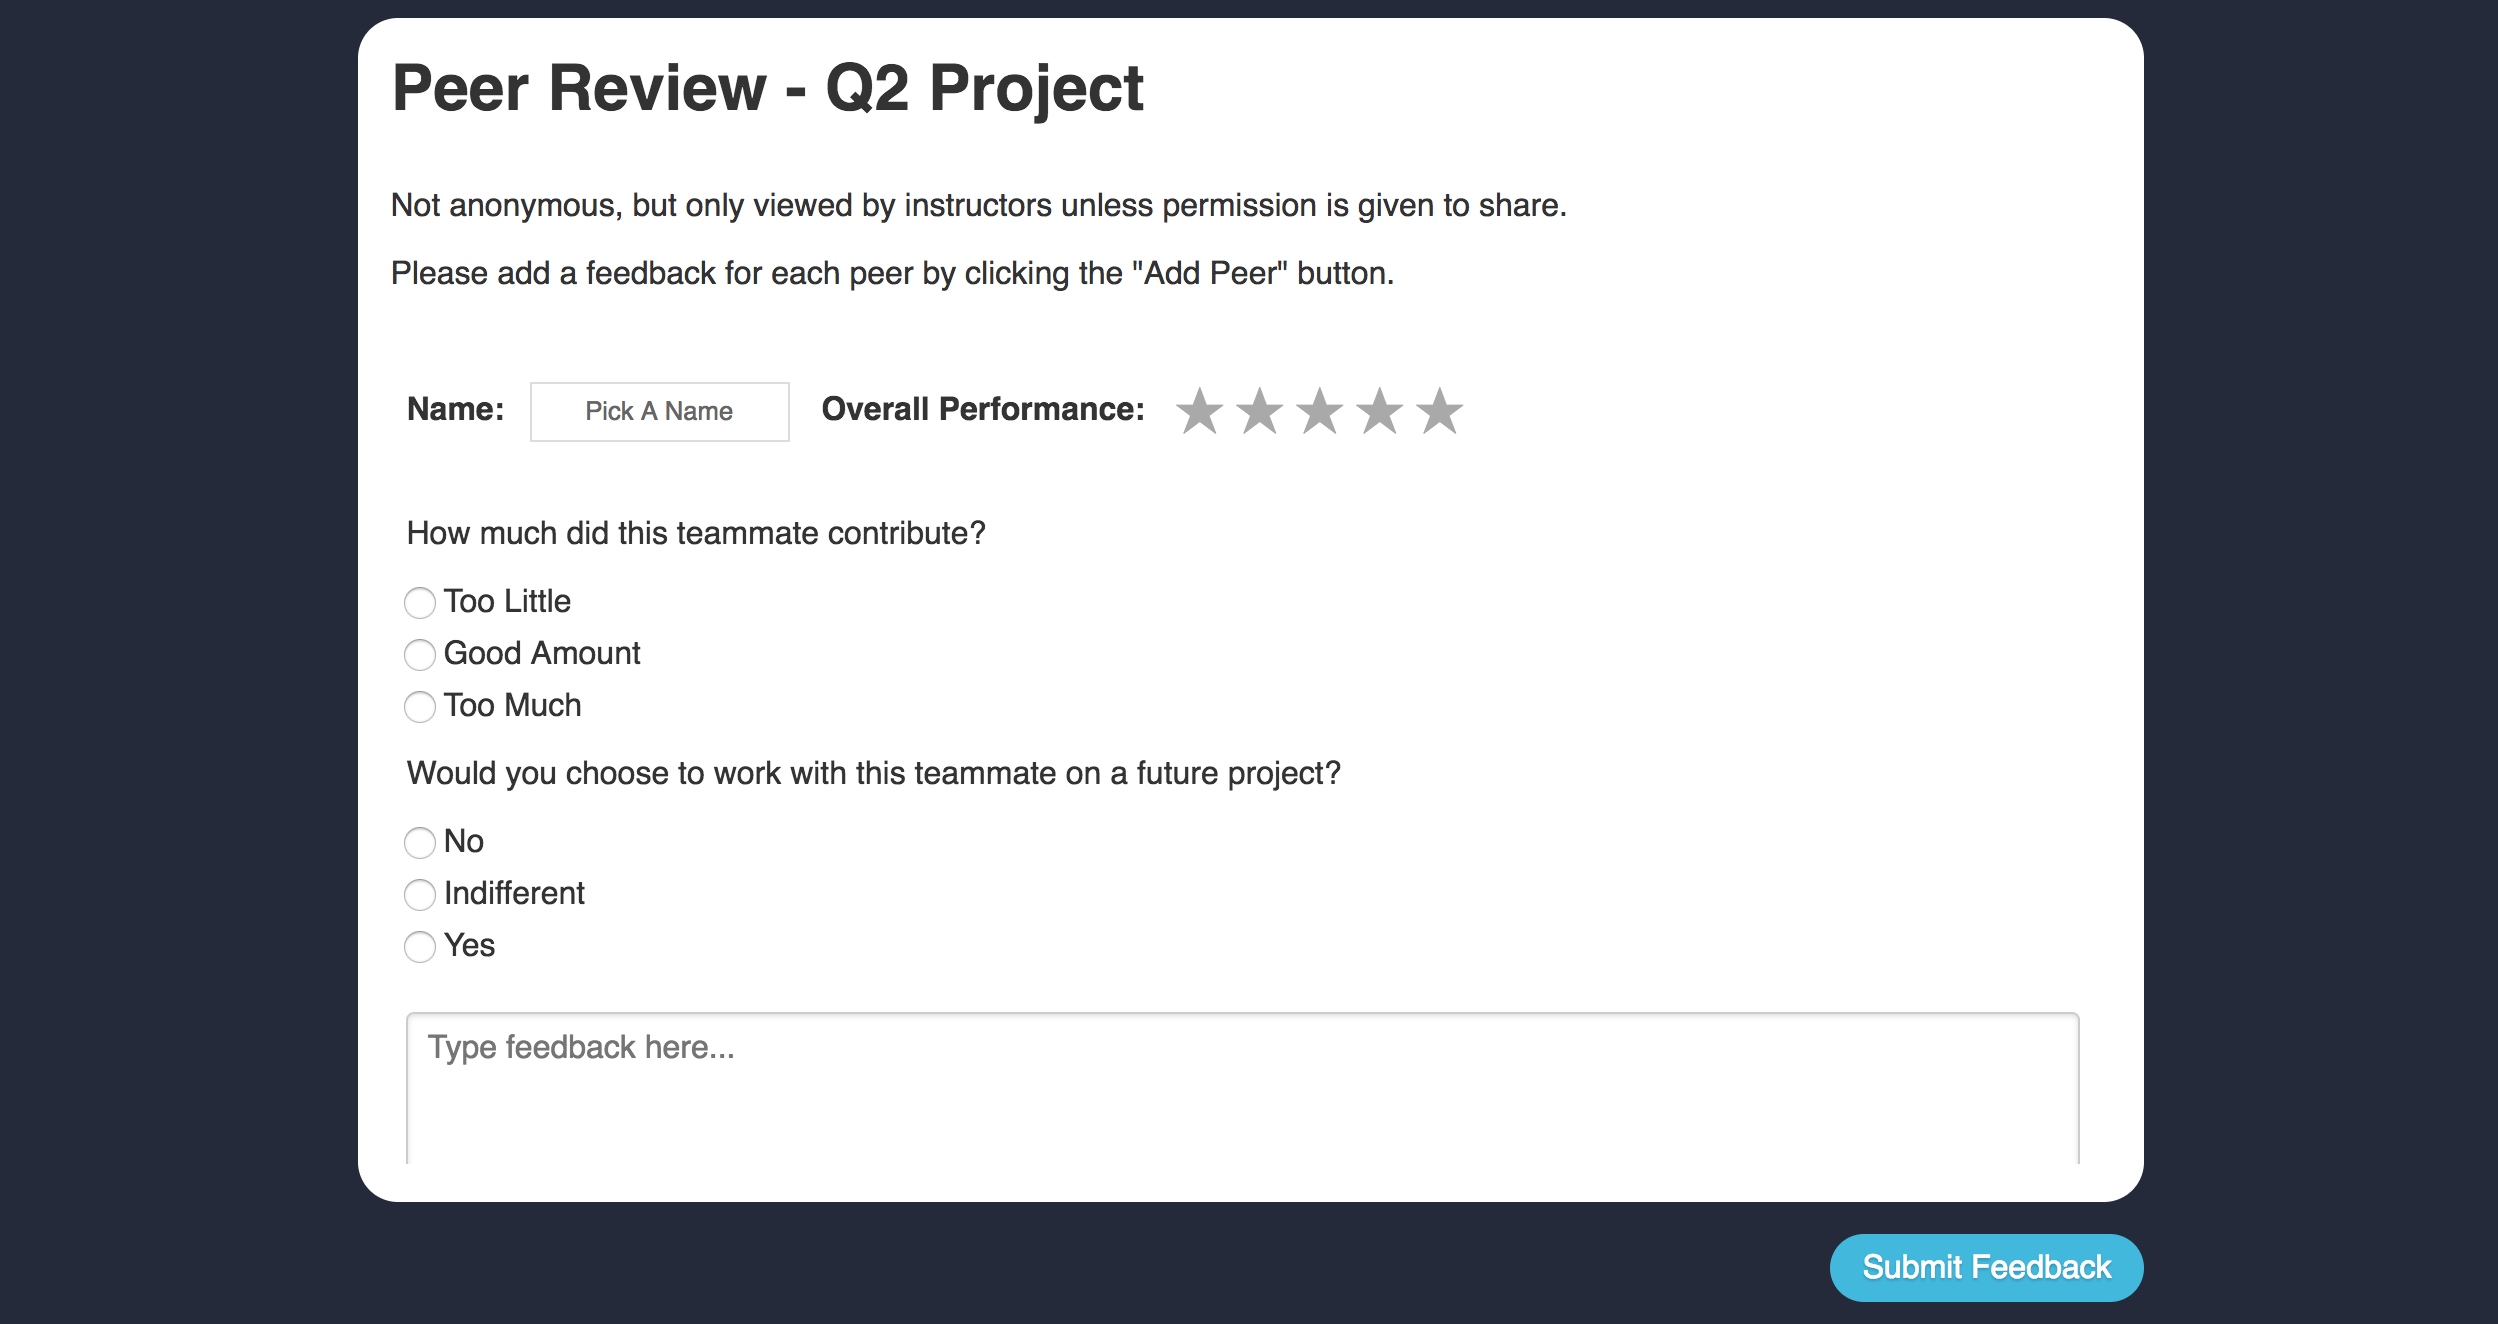 Peer Review - Q2 Project
Not anonymous, but only viewed by instructors unless permission is given to share.
Please add a feedback for each peer by clicking the "Add Peer" button.
Name: Pick A Name Overall Performance:
How much did this teammate contribute?
Too Little
Good Amount
Too Much
Would you choose to work with this teammate on a future project?
No
Indifferent
Yes
Type feedback here...
Submit Feedback